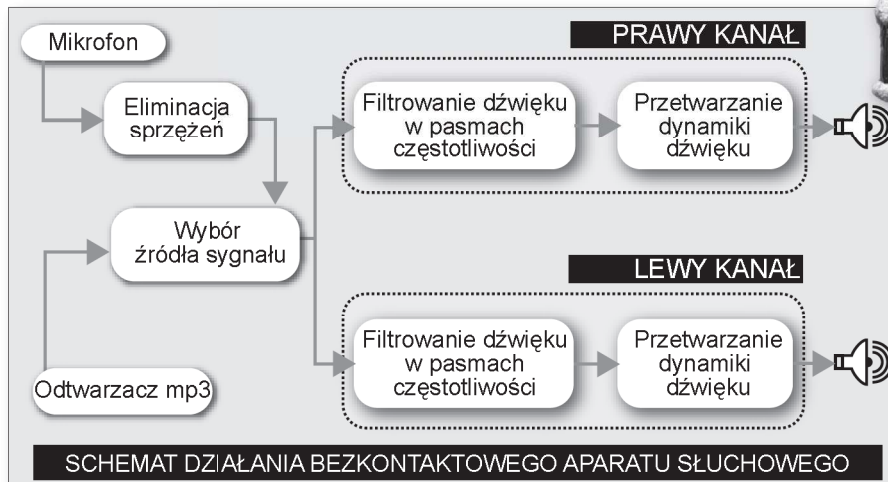 Mikrofon
Eliminacja
sprzężeń
Wybór
źródła sygnału
Odtwarzacz mp3
PRAWY KANAŁ
Filtrowanie dźwięku
w pasmach
częstotliwości
Przetwarzanie
dynamiki
dźwięku
LEWY KANAŁ
Filtrowanie dźwięku
w pasmach
częstotliwości
Przetwarzanie
dynamiki
dźwięku
SCHEMAT DZIAŁANIA BEZKONTAKTOWEGO APARATU SŁUCHOWEGO